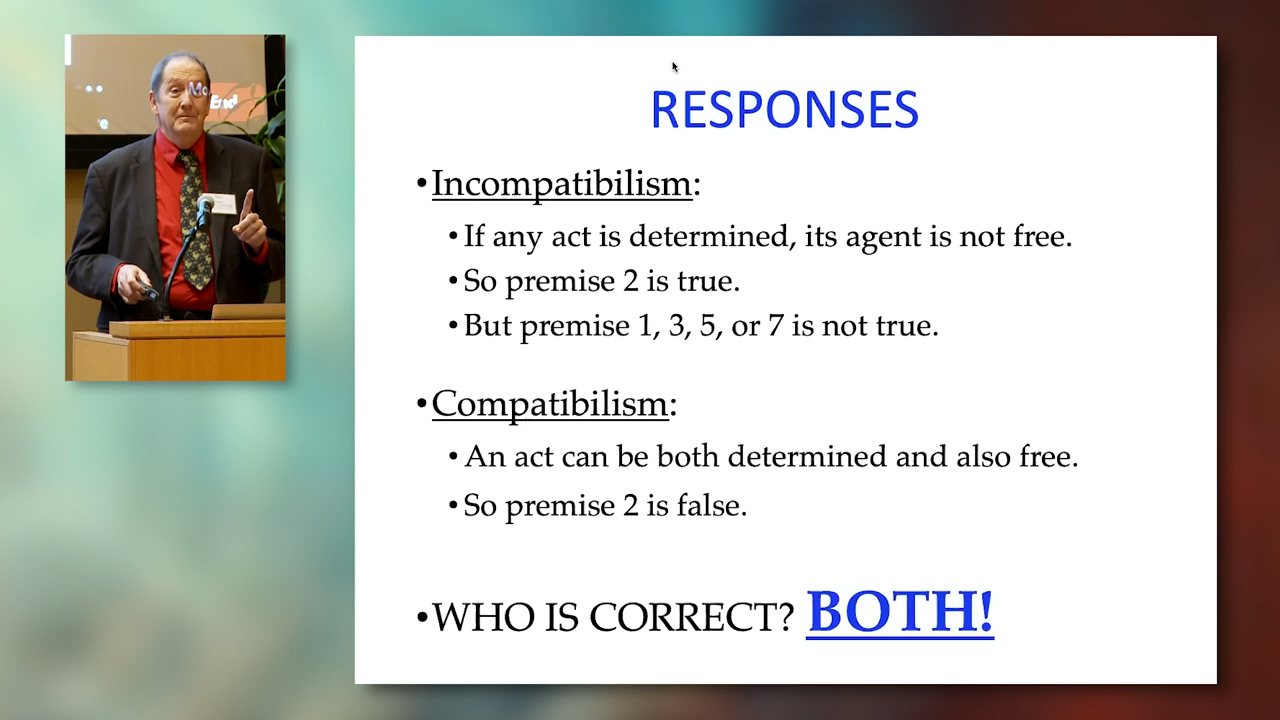 Mo
End
RESPONSES
•Incompatibilism:
•If any act is determined, its agent is not free.
•So premise 2 is true.
•But premise 1, 3, 5, or 7 is not true.
•Compatibilism:
•An act can be both determined and also free.
•So premise 2 is false.
•WHO IS CORRECT? BOTH!